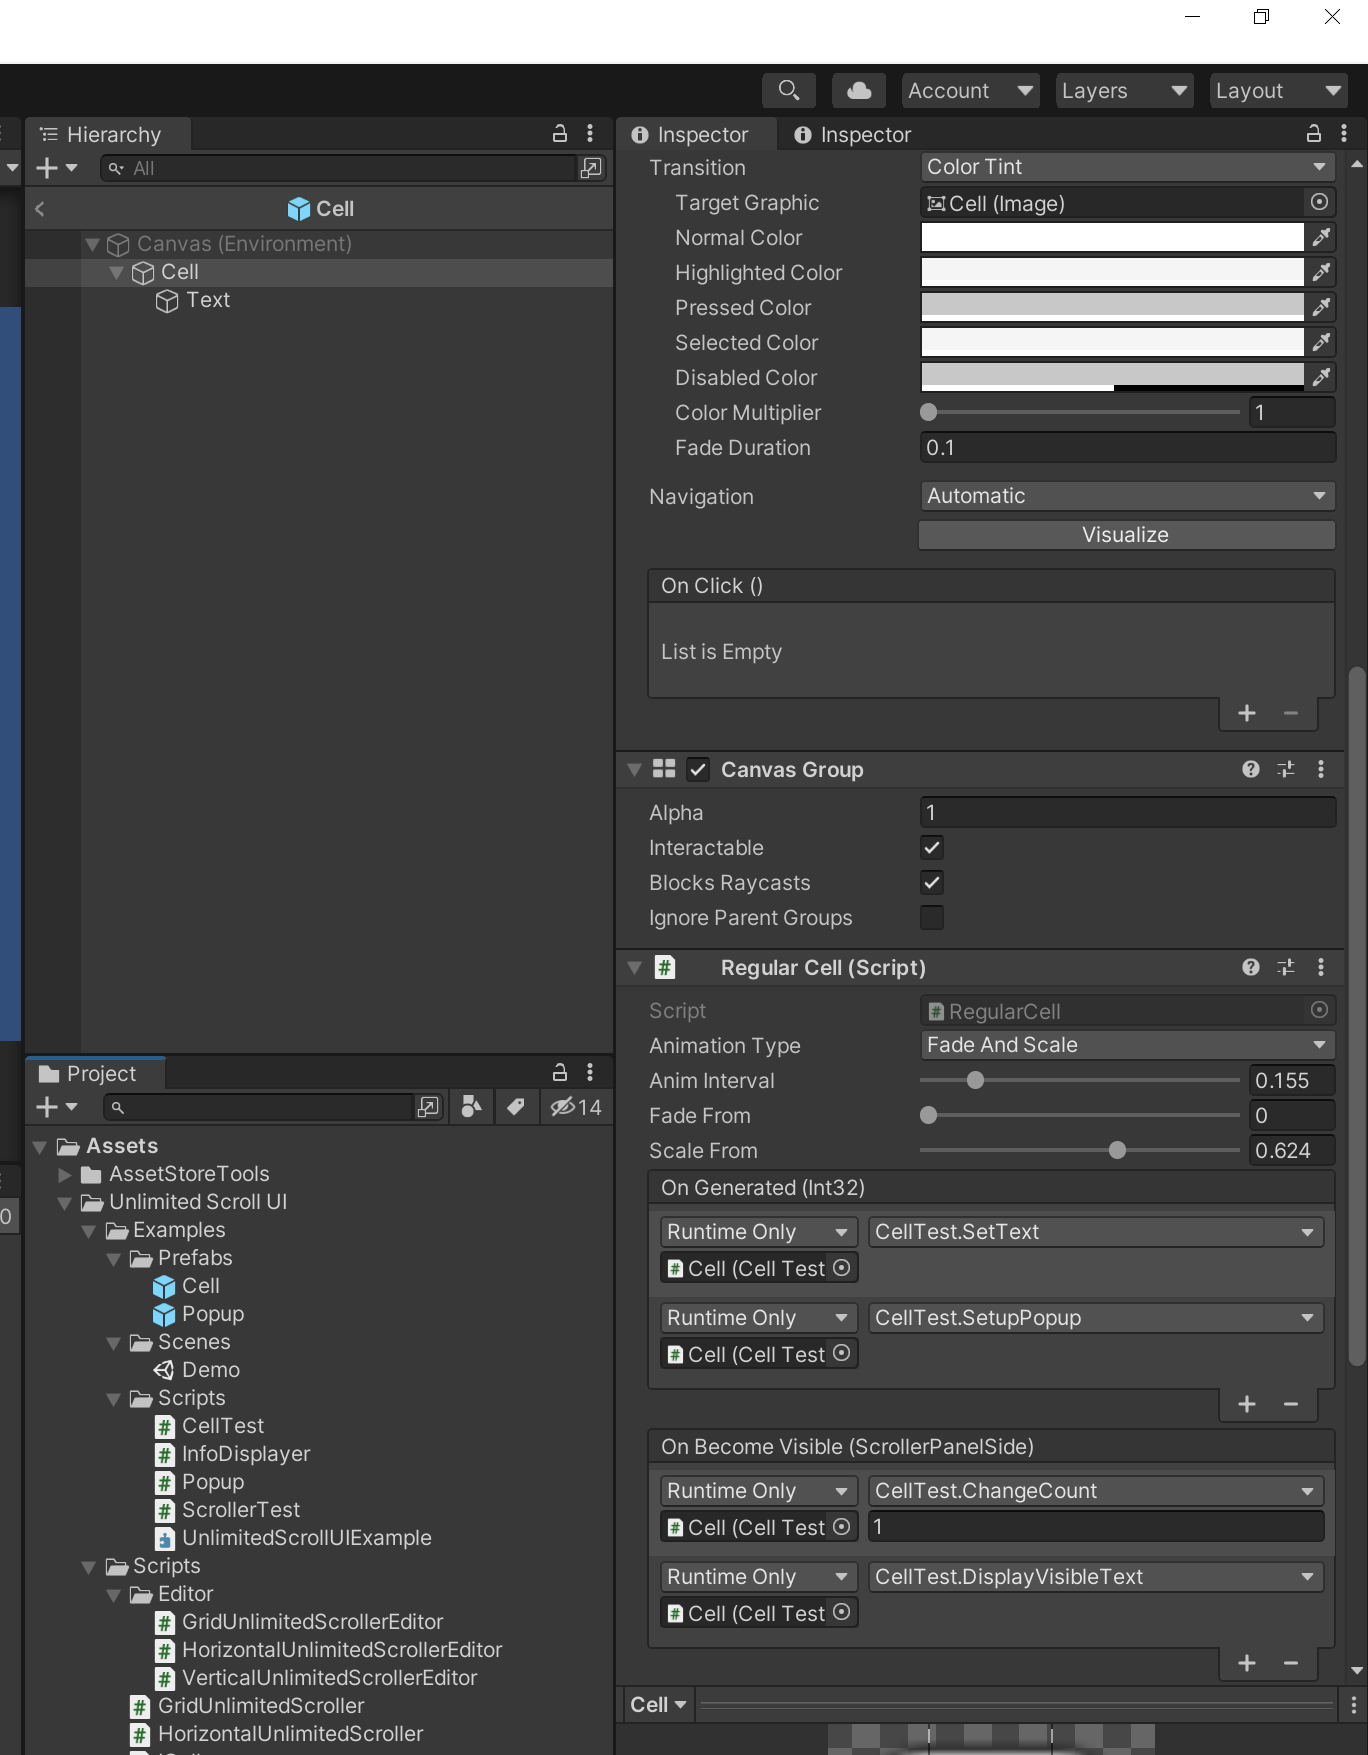 Account
Layers
Layout
Hierarchy
All
Cell
Canvas (Environment)
Cell
Text
Project
14
Assets
AssetStoreTools
Unlimited Scroll UI
Examples
Prefabs
Cell
Popup
Scenes
Demo
Scripts
CellTest
InfoDisplayer
Popup
ScrollerTest
UnlimitedScrollUIExample
Scripts
Editor
GridUnlimitedScrollerEditor
HorizontalUnlimitedScrollerEditor
VerticalUnlimitedScrollerEditor
GridUnlimitedScroller
HorizontalUnlimitedScroller
0
Inspector
Inspector
Transition Color Tint
Target Graphic Cell (Image)
Normal Color
Highlighted Color
Pressed Color
Selected Color
Disabled Color
Color Multiplier 1
Fade Duration 0.1
Navigation Automatic
Visualize
On Click ()
List is Empty
Canvas Group
Alpha 1
Interactable
Blocks Raycasts
Ignore Parent Groups
# Regular Cell (Script)
Script RegularCell
Animation Type Fade And Scale
Anim Interval 0.155
Fade From 0
Scale From 0.624
On Generated (Int32)
Runtime Only CellTest.SetText
Cell (Cell Test
Runtime Only CellTest.SetupPopup
Cell (Cell Test
On Become Visible (ScrollerPanelSide)
Runtime Only CellTest.ChangeCount
Cell (Cell Test 1
Runtime Only CellTest.DisplayVisibleText
Cell (Cell Test
Cell